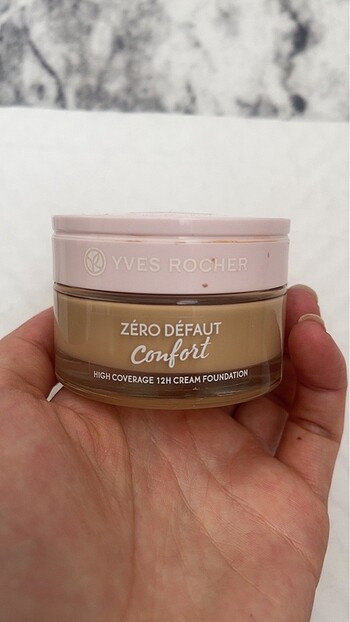 YVES ROCHER
ZÉRO DÉFAUT
Confort
HIGH COVERAGE 12H CREAM FOUNDATION